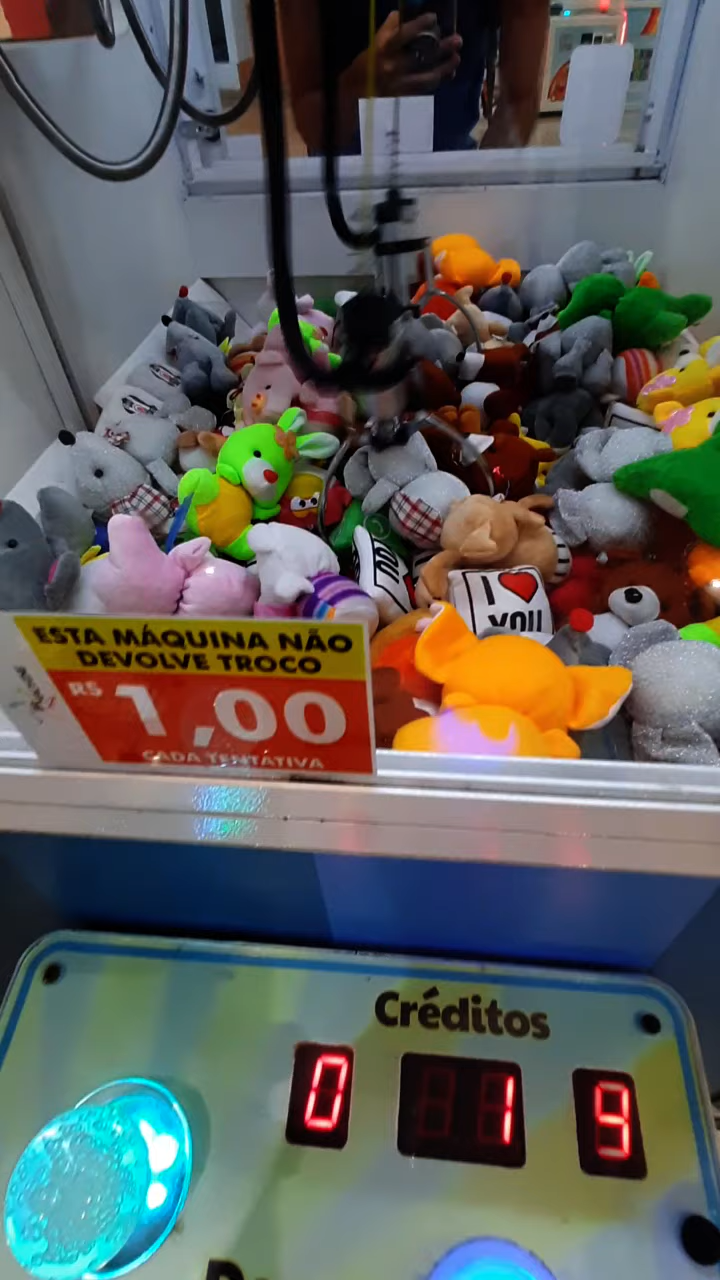 I ❤ YOU
ESTA MÁQUINA NÃO
DEVOLVE TROCO
R$ 1,00
CADA TENTATIVA
Créditos
0 1 9